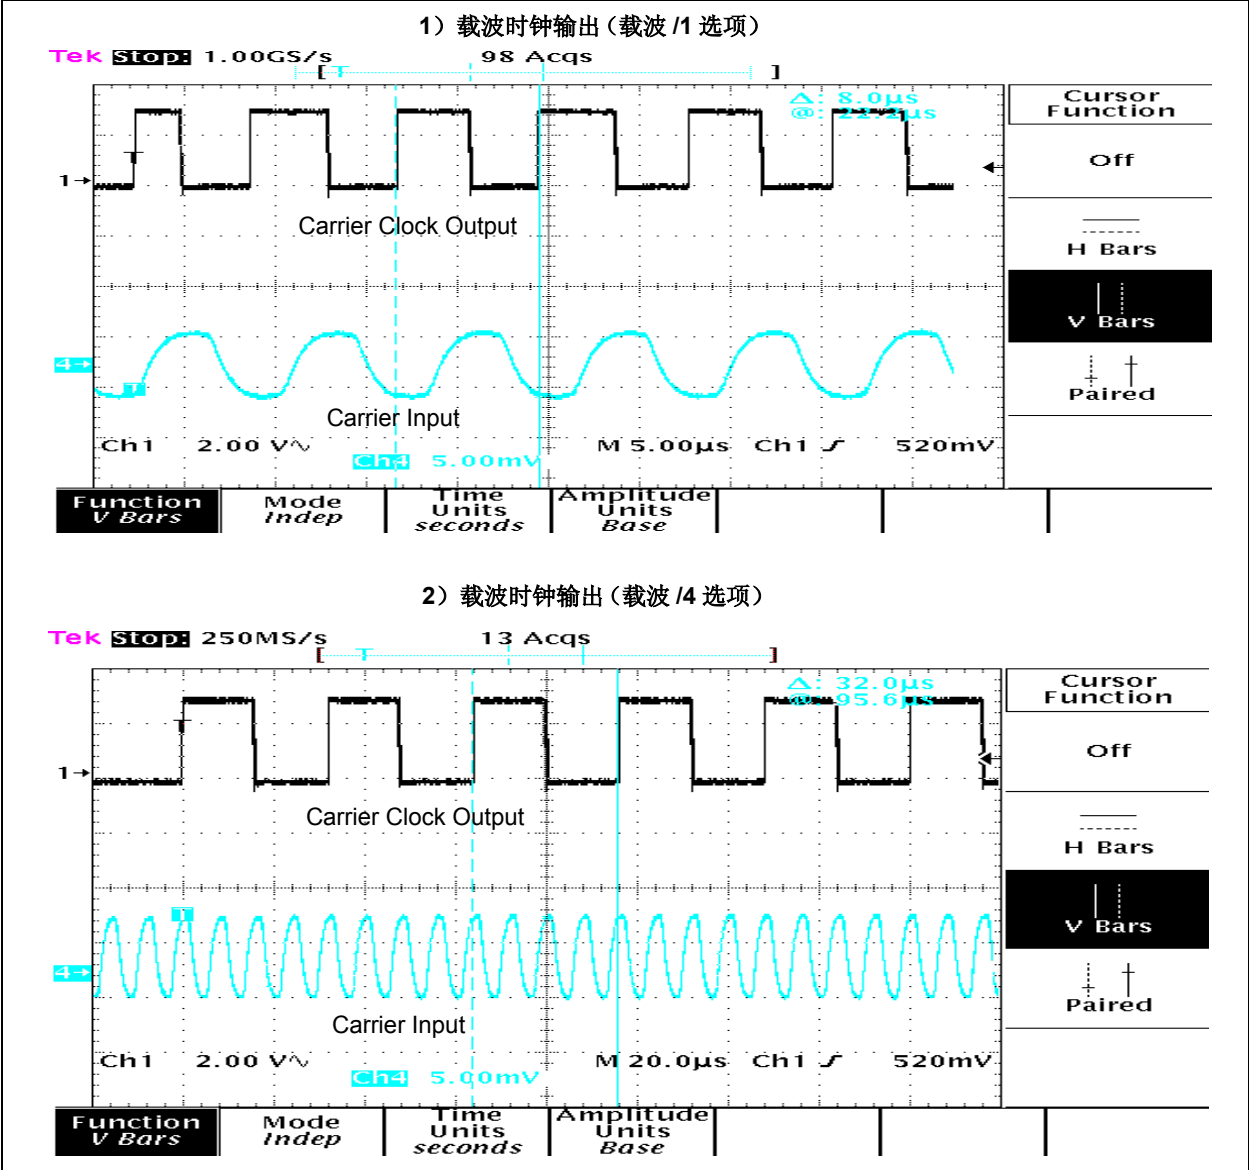 1）载波时钟输出（载波 /1 选项）
Tek Stop: 1.00GS/s 98 Acqs
[ T ]
Δ: 8.0µs
@: 22.2µs
Cursor
Function
T
Off
1→
Carrier Clock Output
H Bars
V Bars
4→
T
Paired
Carrier Input
Ch1 2.00 V∿ M 5.00µs Ch1 ƒ 520mV
Ch4 5.00mV
Function
V Bars
Mode
Indep
Time
Units
seconds
Amplitude
Units
Base
2）载波时钟输出（载波 /4 选项）
Tek Stop: 250MS/s 13 Acqs
[ T ]
Δ: 32.0µs
@: 95.6µs
Cursor
Function
T
Off
1→
Carrier Clock Output
H Bars
T
V Bars
4→
Paired
Carrier Input
Ch1 2.00 V∿ M 20.0µs Ch1 ƒ 520mV
Ch4 5.00mV
Function
V Bars
Mode
Indep
Time
Units
seconds
Amplitude
Units
Base